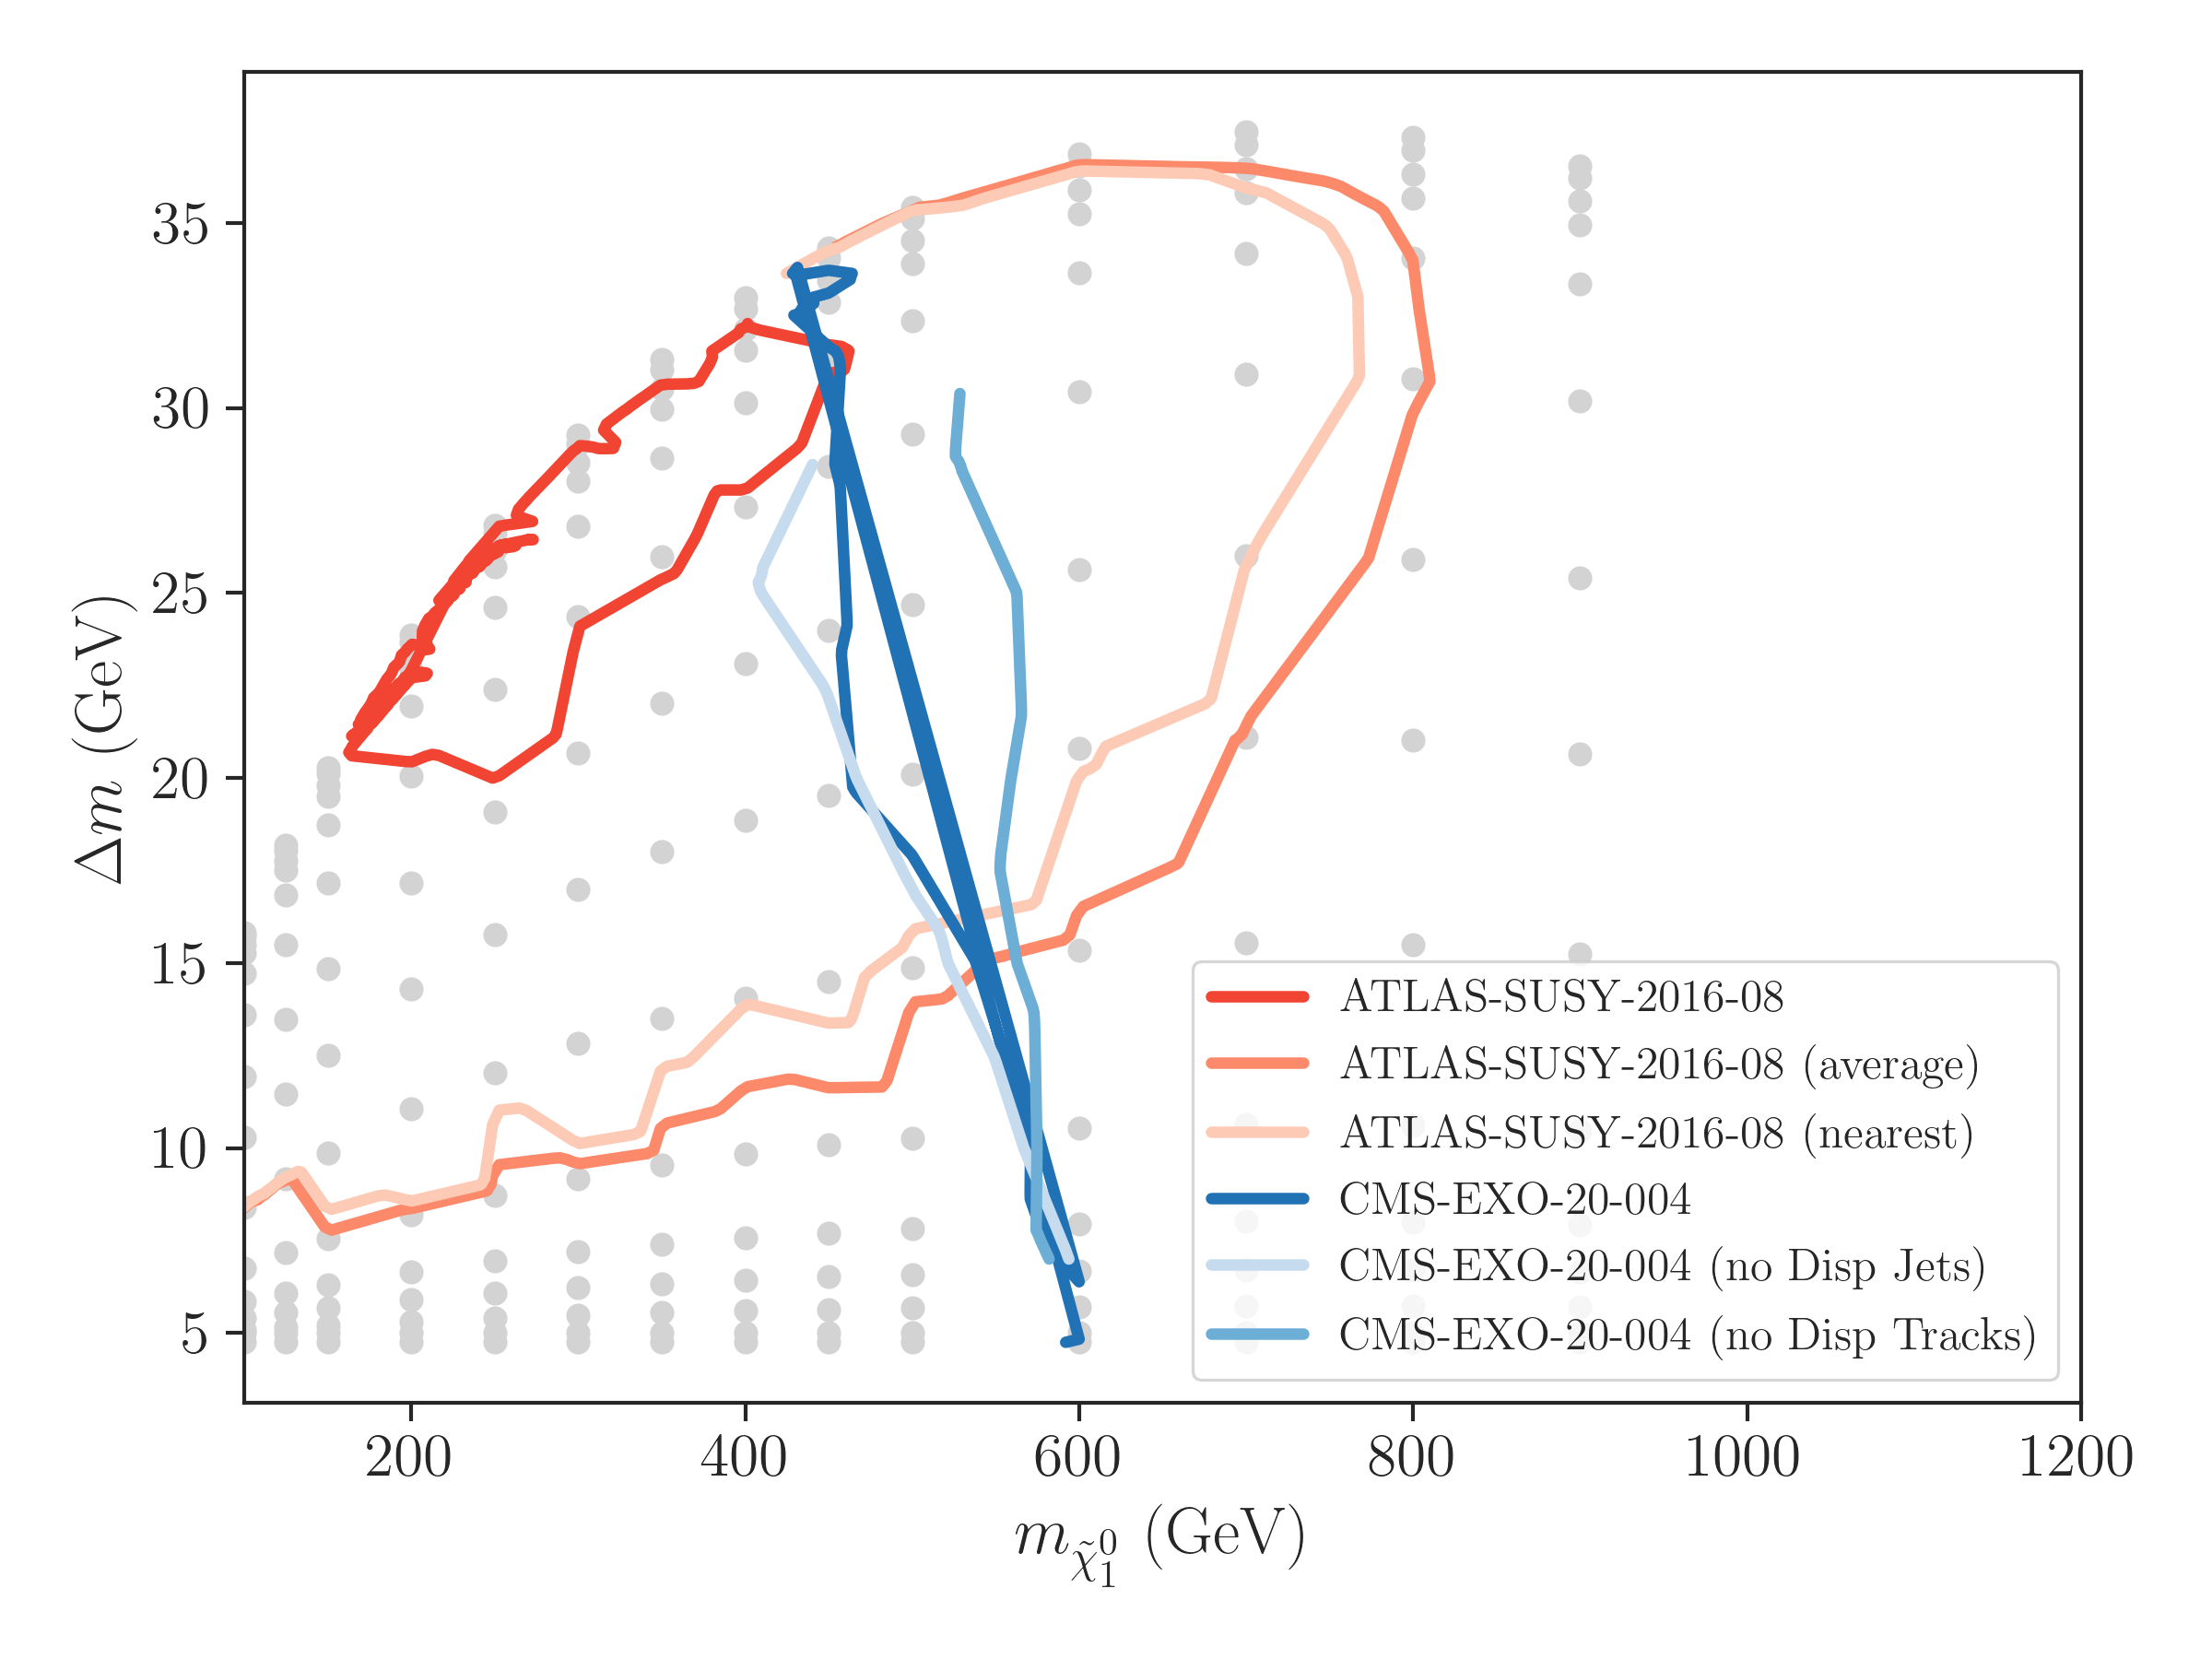 35
30
25
20
15
10
5
Δm (GeV)
200 400 600 800 1000 1200
m_{χ̃_1^0} (GeV)
ATLAS-SUSY-2016-08
ATLAS-SUSY-2016-08 (average)
ATLAS-SUSY-2016-08 (nearest)
CMS-EXO-20-004
CMS-EXO-20-004 (no Disp Jets)
CMS-EXO-20-004 (no Disp Tracks)